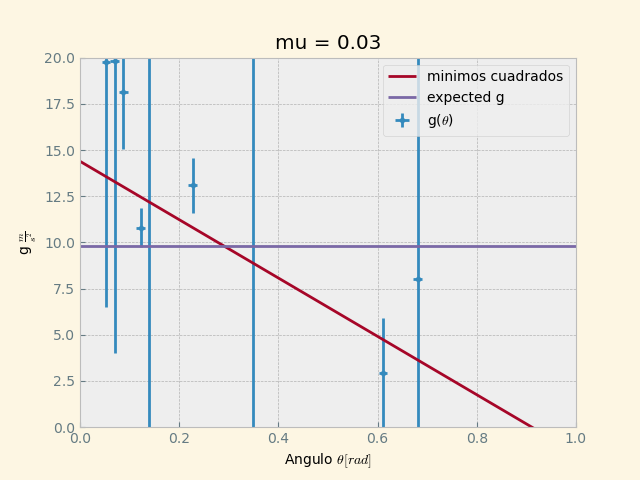 mu = 0.03
minimos cuadrados
expected g
g(θ)
g m/s²
20.0
17.5
15.0
12.5
10.0
7.5
5.0
2.5
0.0
0.0 0.2 0.4 0.6 0.8 1.0
Angulo θ[rad]